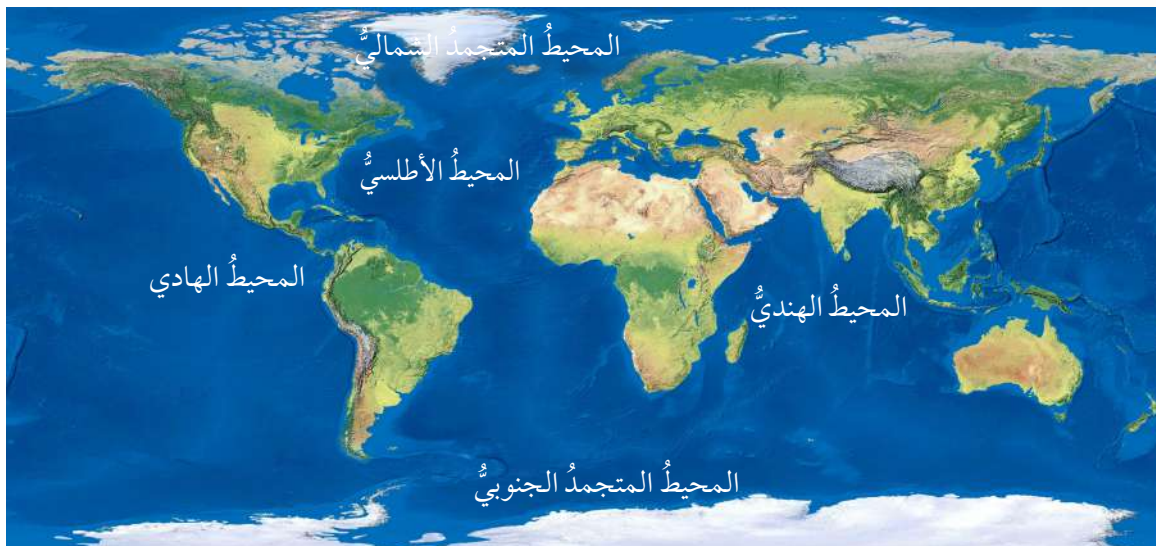 المحيطُ المتجمدُ الشماليُّ
المحيطُ الأطلسيُّ
المحيطُ الهادي
المحيطُ الهنديُّ
المحيطُ المتجمدُ الجنوبيُّ